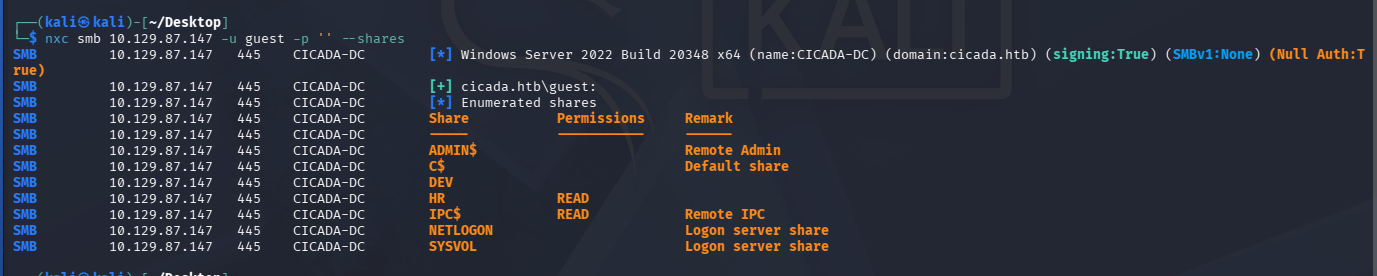 ┌──(kali㉿kali)-[~/Desktop]
└─$ nxc smb 10.129.87.147 -u guest -p '' --shares
SMB 10.129.87.147 445 CICADA-DC [*] Windows Server 2022 Build 20348 x64 (name:CICADA-DC) (domain:cicada.htb) (signing:True) (SMBv1:None) (Null Auth:T
rue)
SMB 10.129.87.147 445 CICADA-DC [+] cicada.htb\guest:
SMB 10.129.87.147 445 CICADA-DC [*] Enumerated shares
SMB 10.129.87.147 445 CICADA-DC Share Permissions Remark
SMB 10.129.87.147 445 CICADA-DC ----- ----------- ------
SMB 10.129.87.147 445 CICADA-DC ADMIN$ Remote Admin
SMB 10.129.87.147 445 CICADA-DC C$ Default share
SMB 10.129.87.147 445 CICADA-DC DEV
SMB 10.129.87.147 445 CICADA-DC HR READ
SMB 10.129.87.147 445 CICADA-DC IPC$ READ Remote IPC
SMB 10.129.87.147 445 CICADA-DC NETLOGON Logon server share
SMB 10.129.87.147 445 CICADA-DC SYSVOL Logon server share
┌──(kali㉿kali)-[~/Desktop]
KALI